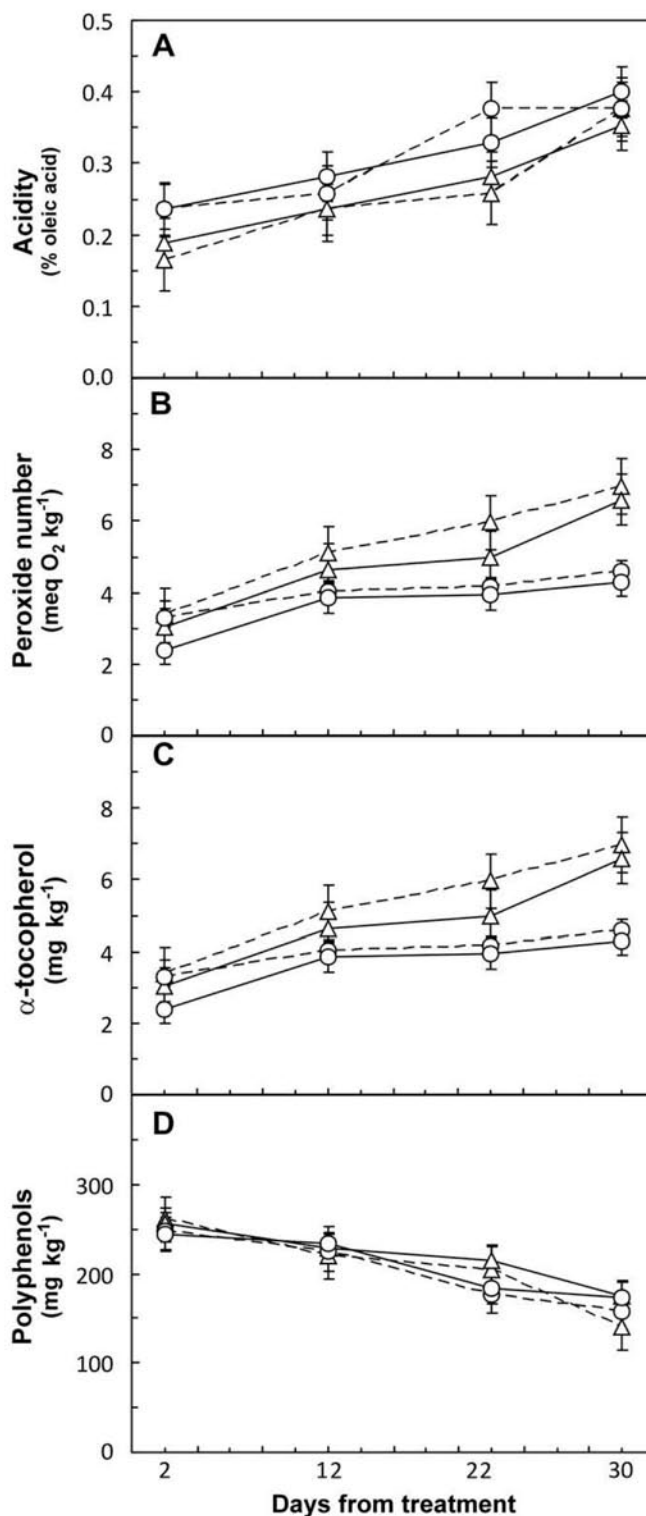 A
0.5
0.4
0.3
0.2
0.1
0.0
Acidity
(% oleic acid)
B
8
6
4
2
0
Peroxide number
(meq O₂ kg⁻¹)
C
8
6
4
2
0
α-tocopherol
(mg kg⁻¹)
D
300
200
100
0
Polyphenols
(mg kg⁻¹)
2 12 22 30
Days from treatment